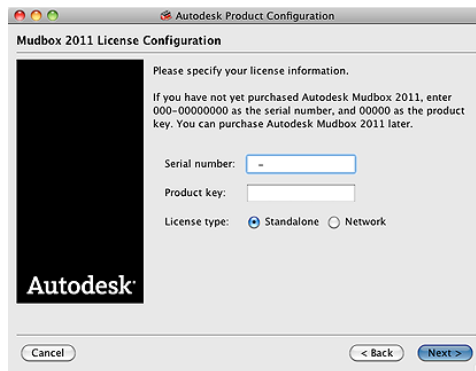 Autodesk Product Configuration
Mudbox 2011 License Configuration
Please specify your license information.
If you have not yet purchased Autodesk Mudbox 2011, enter
000-00000000 as the serial number, and 00000 as the product
key. You can purchase Autodesk Mudbox 2011 later.
Serial number: -
Product key:
License type: Standalone Network
Autodesk
Cancel < Back Next >